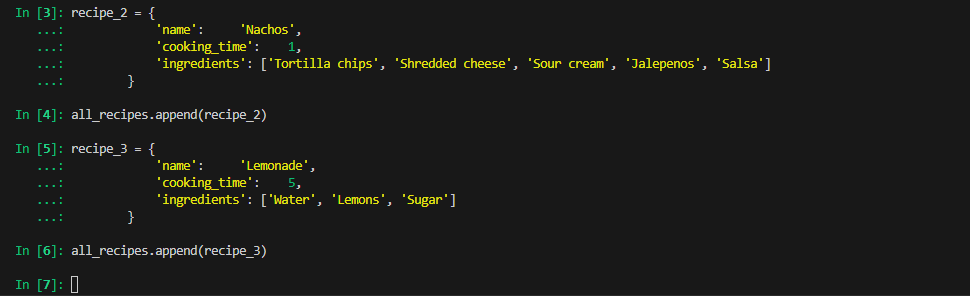 In [3]: recipe_2 = {
   ...:             'name':     'Nachos',
   ...:             'cooking_time':    1,
   ...:             'ingredients': ['Tortilla chips', 'Shredded cheese', 'Sour cream', 'Jalepenos', 'Salsa']
   ...:         }
In [4]: all_recipes.append(recipe_2)
In [5]: recipe_3 = {
   ...:             'name':     'Lemonade',
   ...:             'cooking_time':    5,
   ...:             'ingredients': ['Water', 'Lemons', 'Sugar']
   ...:         }
In [6]: all_recipes.append(recipe_3)
In [7]: